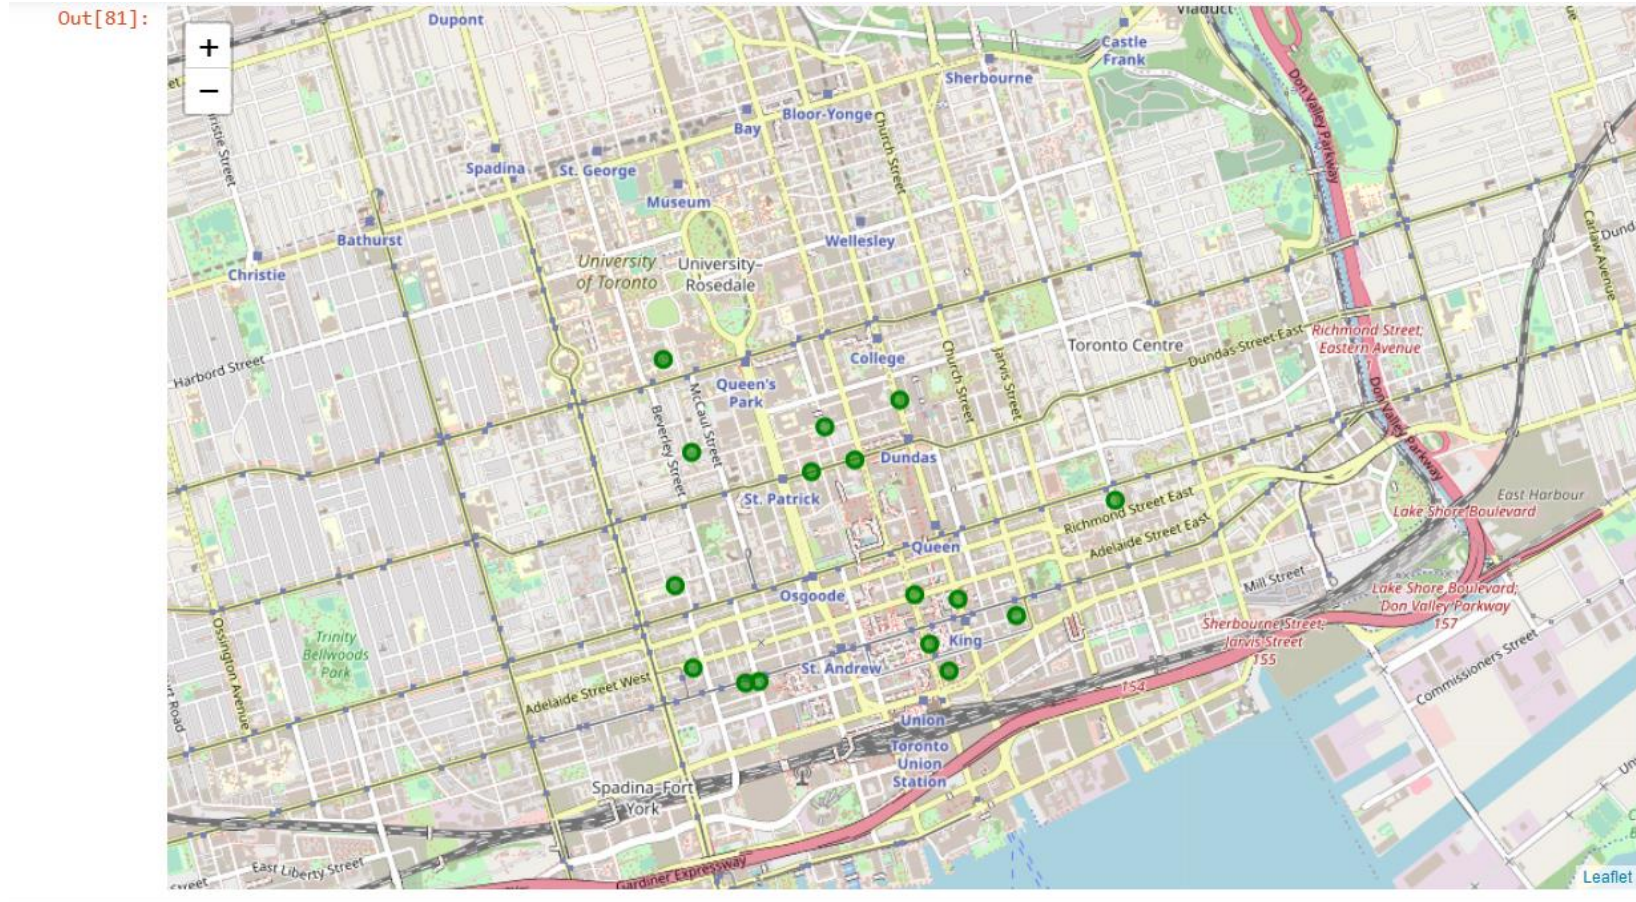 Out[81]:
+
−
Dupont
Viaduct
Castle
Frank
Sherbourne
Bloor-Yonge
Bay
Church Street
Don Valley Parkway
Spadina
St. George
Museum
Bathurst
Christie
Wellesley
University
of Toronto
University–
Rosedale
Carlaw Avenue
Harbord Street
College
Queen's
Park
McCaul Street
Beverley Street
Church Street
Jarvis Street
Toronto Centre
Dundas Street East
Richmond Street;
Eastern Avenue
Don Valley Parkway
Dundas
St. Patrick
Richmond Street East
Adelaide Street East
East Harbour
Lake Shore Boulevard
Queen
Osgoode
Mill Street
Lake Shore Boulevard;
Don Valley Parkway
157
Sherbourne Street;
Jarvis Street
155
Commissioners Street
Ossington Avenue
Trinity
Bellwoods
Park
King
St. Andrew
Adelaide Street West
154
Union
Toronto
Union
Station
Spadina–Fort
York
East Liberty Street
Gardiner Expressway
Leaflet